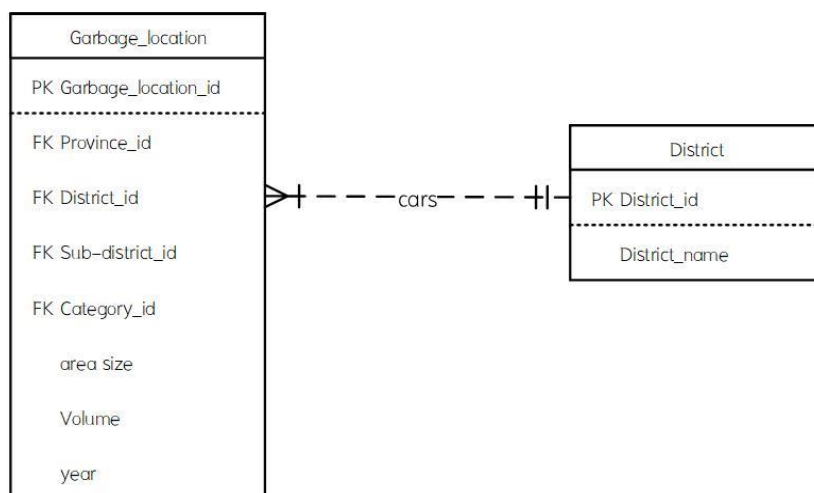 Garbage_location
PK Garbage_location_id
FK Province_id
FK District_id
FK Sub-district_id
FK Category_id
area size
Volume
year
cars
District
PK District_id
District_name